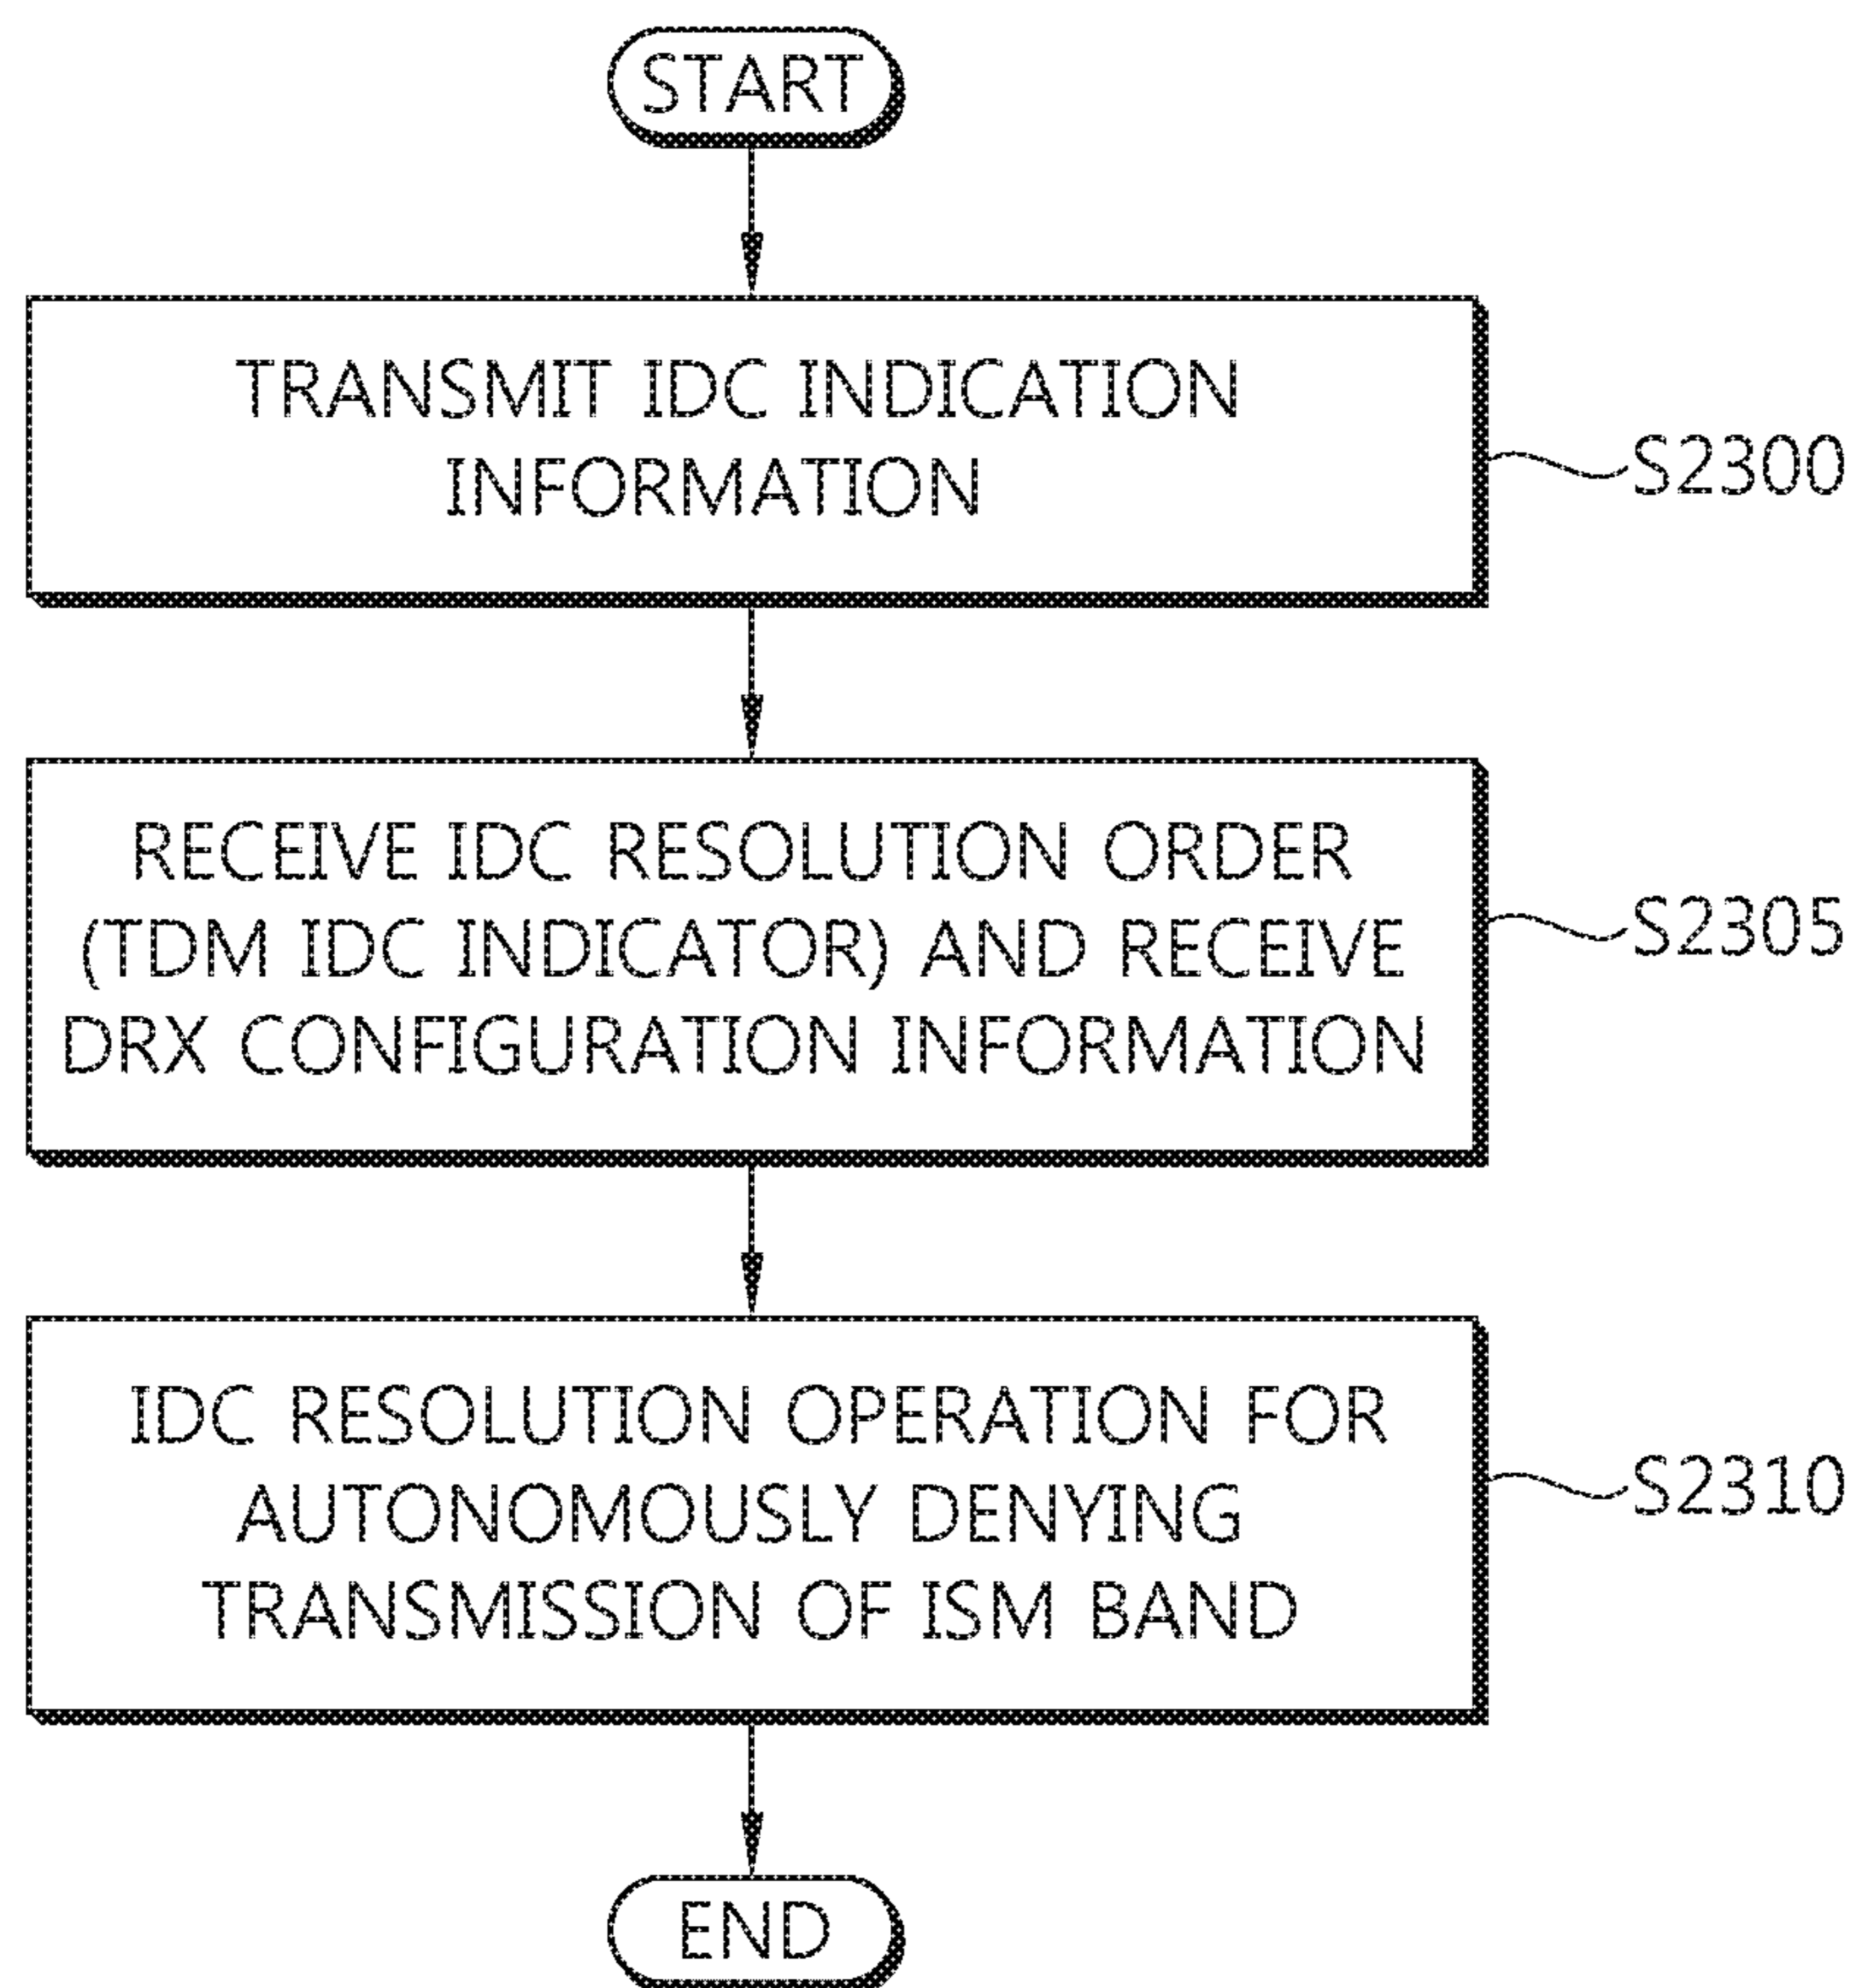 START
TRANSMIT IDC INDICATION
INFORMATION
S2300
RECEIVE IDC RESOLUTION ORDER
(TDM IDC INDICATOR) AND RECEIVE
DRX CONFIGURATION INFORMATION
S2305
IDC RESOLUTION OPERATION FOR
AUTONOMOUSLY DENYING
TRANSMISSION OF ISM BAND
S2310
END